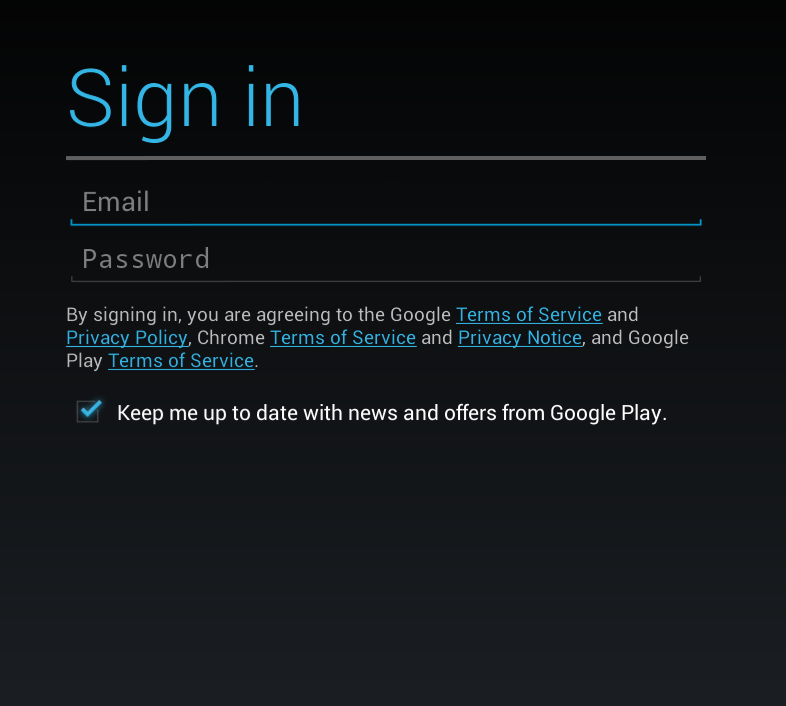 Sign in
Email
Password
By signing in, you are agreeing to the Google Terms of Service and
Privacy Policy, Chrome Terms of Service and Privacy Notice, and Google
Play Terms of Service.
Keep me up to date with news and offers from Google Play.